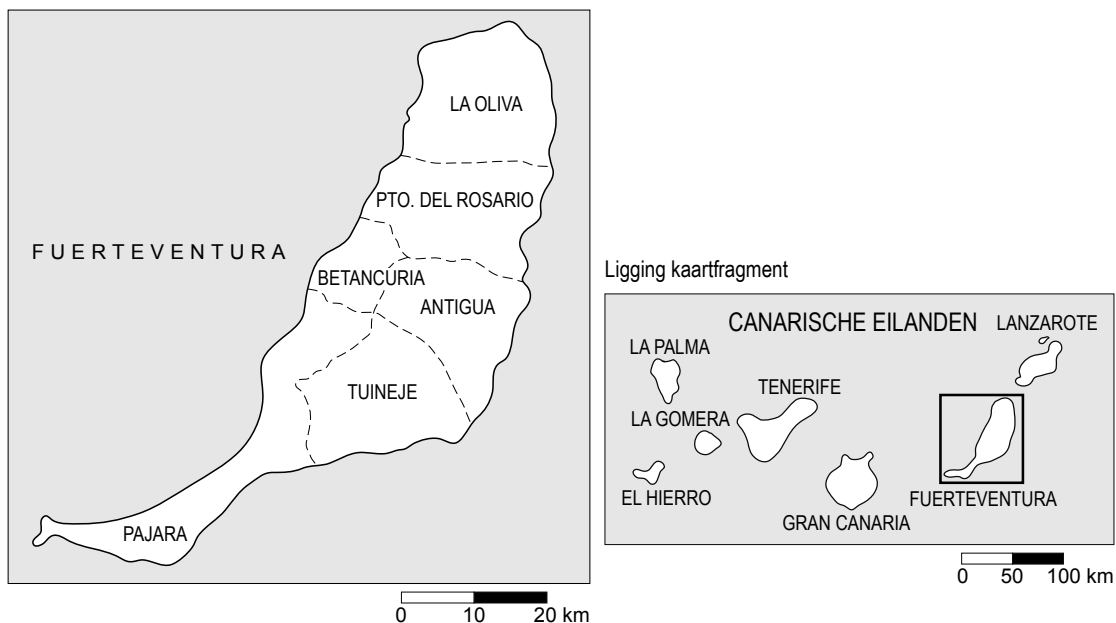 LA OLIVA
PTO. DEL ROSARIO
FUERTEVENTURA
BETANCURIA
ANTIGUA
TUINEJE
PAJARA
0 10 20 km
Ligging kaartfragment
CANARISCHE EILANDEN
LANZAROTE
LA PALMA
TENERIFE
LA GOMERA
EL HIERRO
FUERTEVENTURA
GRAN CANARIA
0 50 100 km